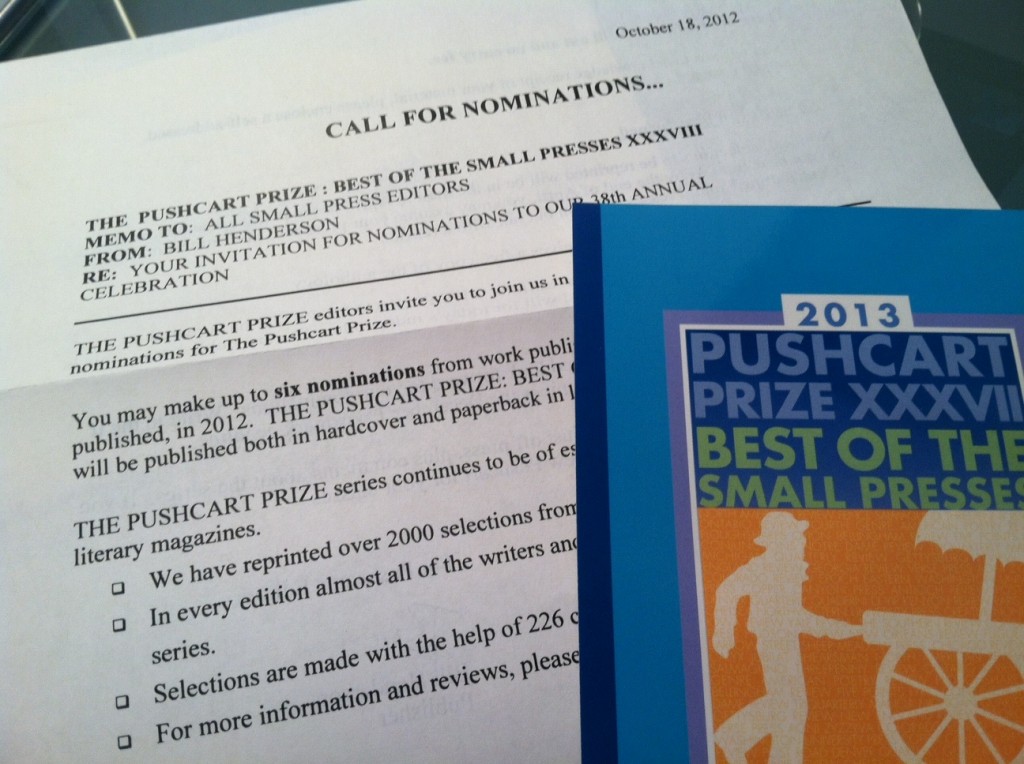 October 18, 2012
CALL FOR NOMINATIONS...
THE PUSHCART PRIZE : BEST OF THE SMALL PRESSES XXXVIII
MEMO TO: ALL SMALL PRESS EDITORS
FROM: BILL HENDERSON
RE: YOUR INVITATION FOR NOMINATIONS TO OUR 38th ANNUAL
CELEBRATION
THE PUSHCART PRIZE editors invite you to join us in
nominations for The Pushcart Prize.
You may make up to six nominations from work publi
published, in 2012. THE PUSHCART PRIZE: BEST
will be published both in hardcover and paperback in
THE PUSHCART PRIZE series continues to be of es
literary magazines.
We have reprinted over 2000 selections from
In every edition almost all of the writers and
series.
Selections are made with the help of 226 c
For more information and reviews, please
2013
PUSHCART
PRIZE XXXVII
BEST OF THE
SMALL PRESSES